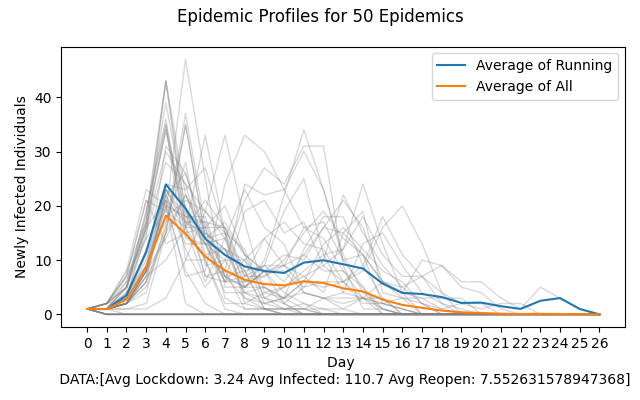 Epidemic Profiles for 50 Epidemics
Newly Infected Individuals
40
30
20
10
0
Average of Running
Average of All
0 1 2 3 4 5 6 7 8 9 10 11 12 13 14 15 16 17 18 19 20 21 22 23 24 25 26
Day
DATA:[Avg Lockdown: 3.24 Avg Infected: 110.7 Avg Reopen: 7.552631578947368]